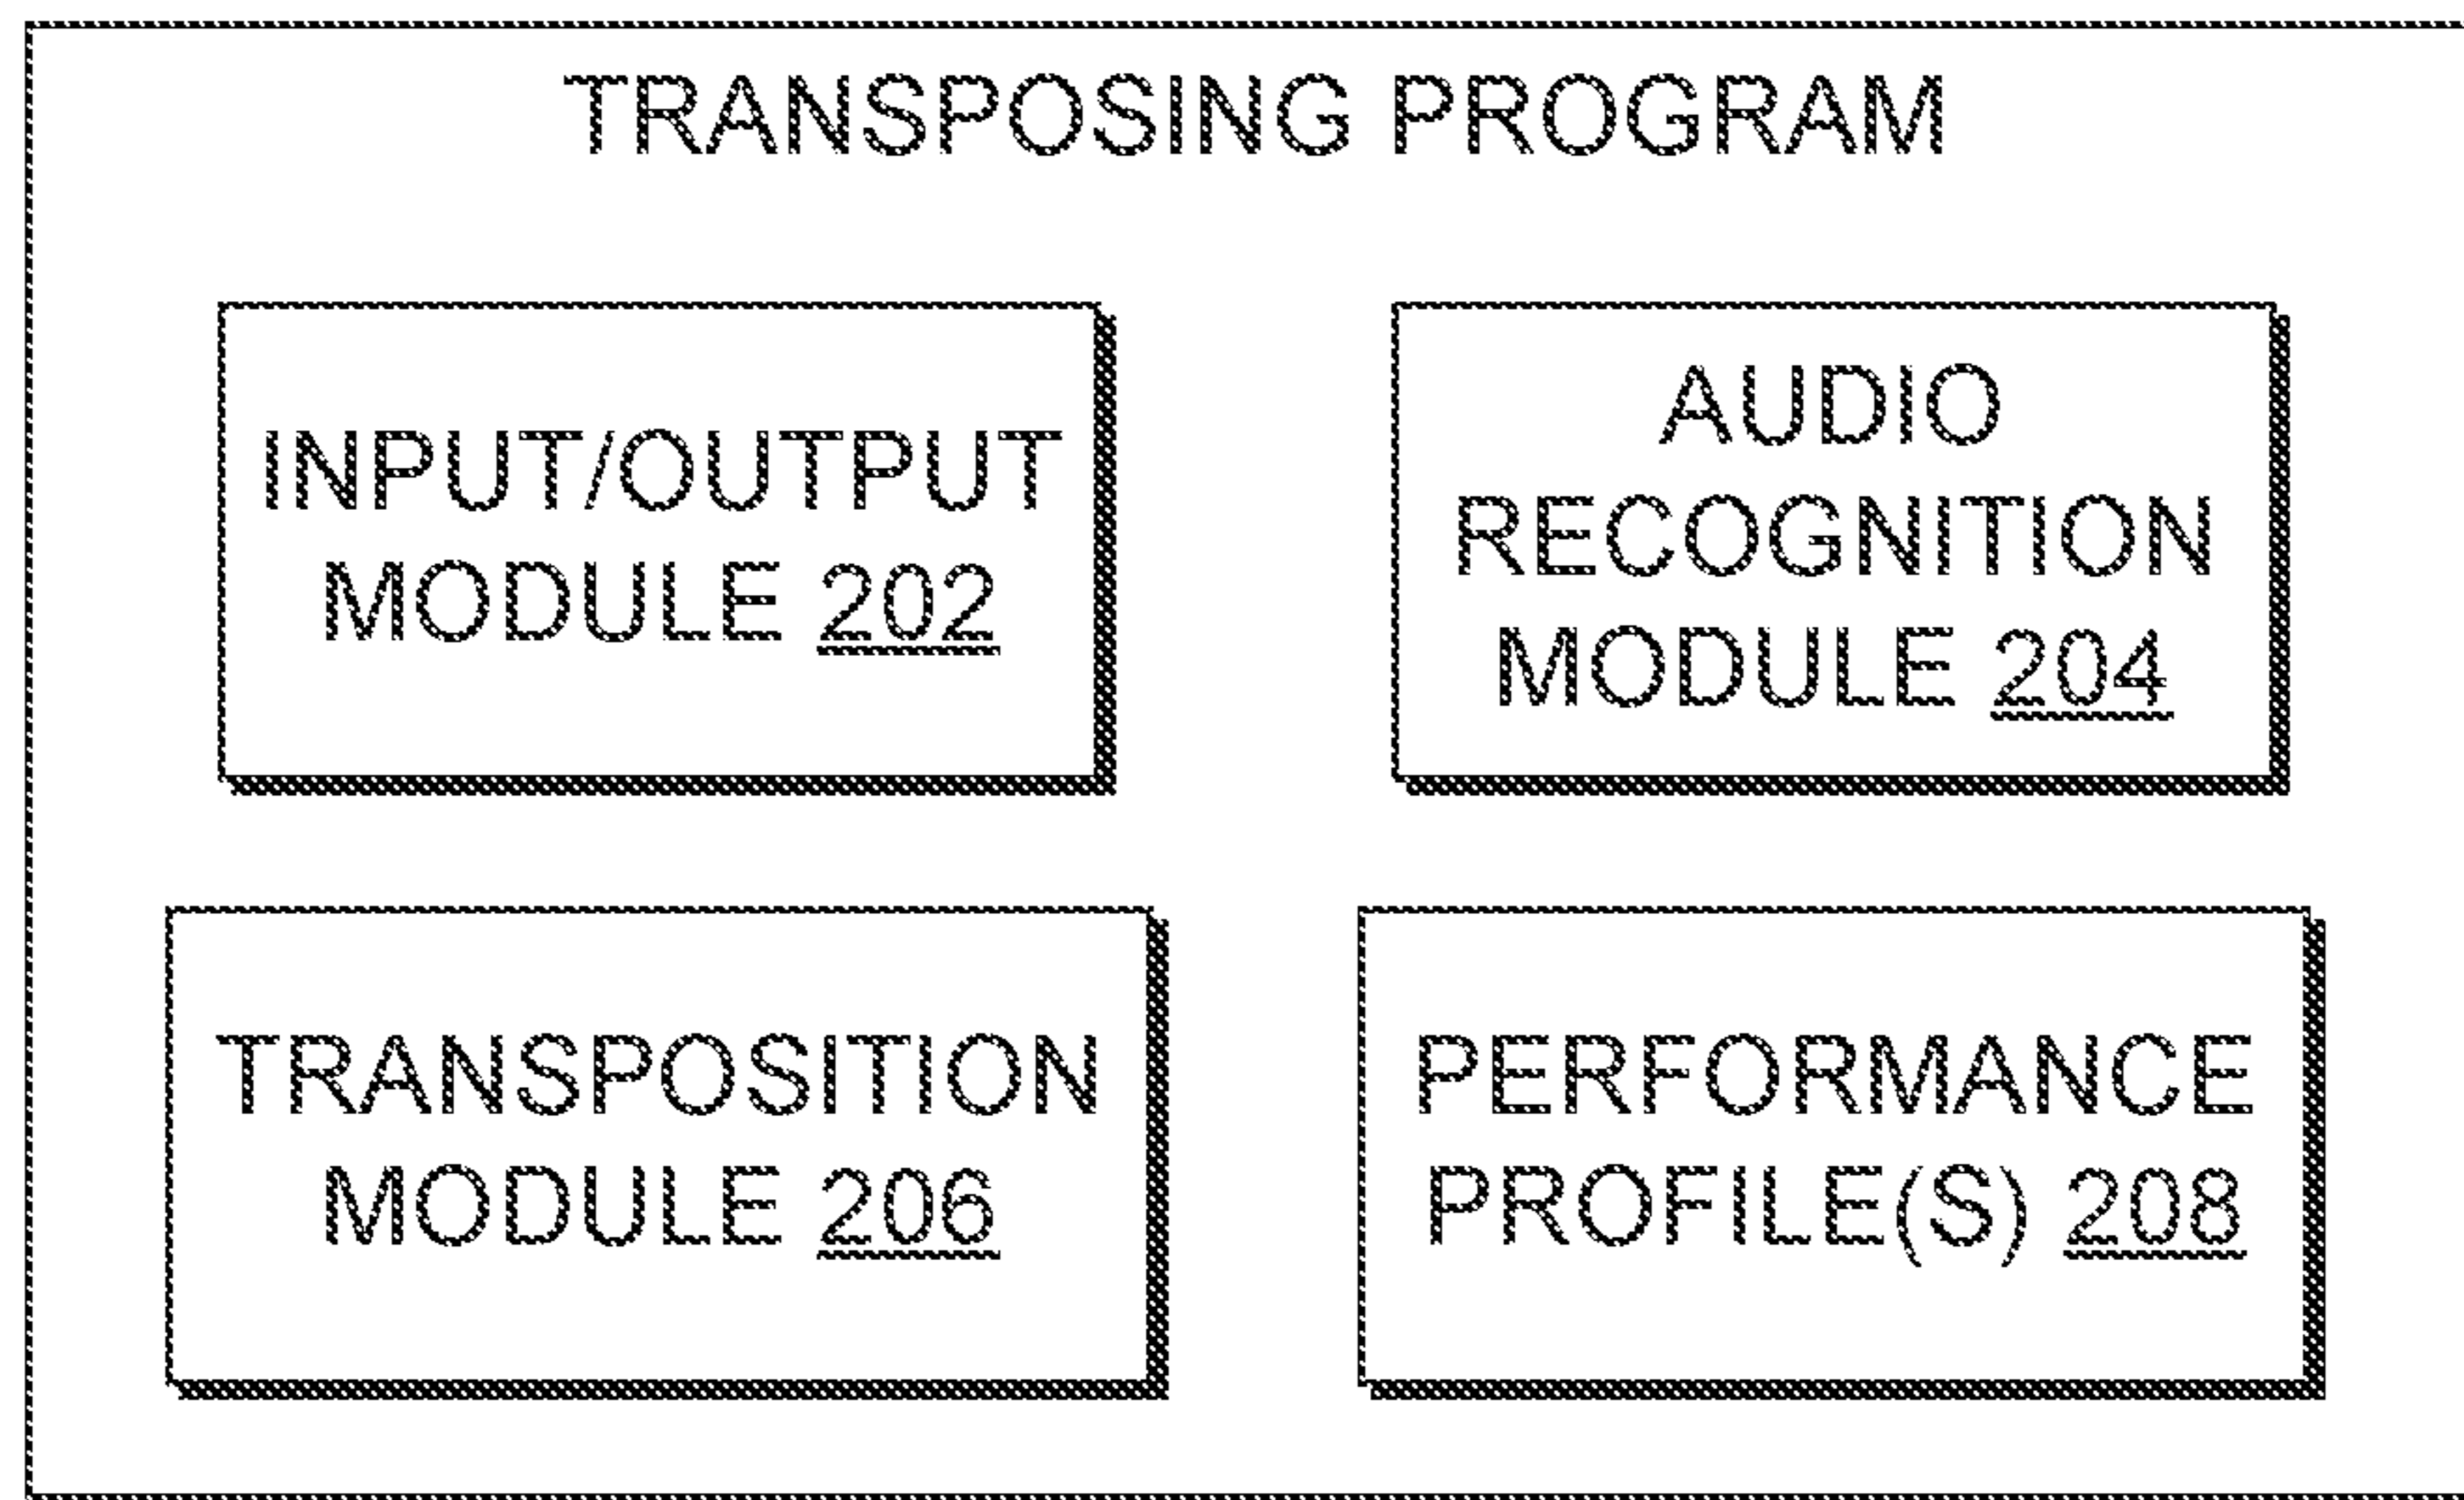 TRANSPOSING PROGRAM
INPUT/OUTPUT
MODULE 202
AUDIO
RECOGNITION
MODULE 204
TRANSPOSITION
MODULE 206
PERFORMANCE
PROFILE(S) 208